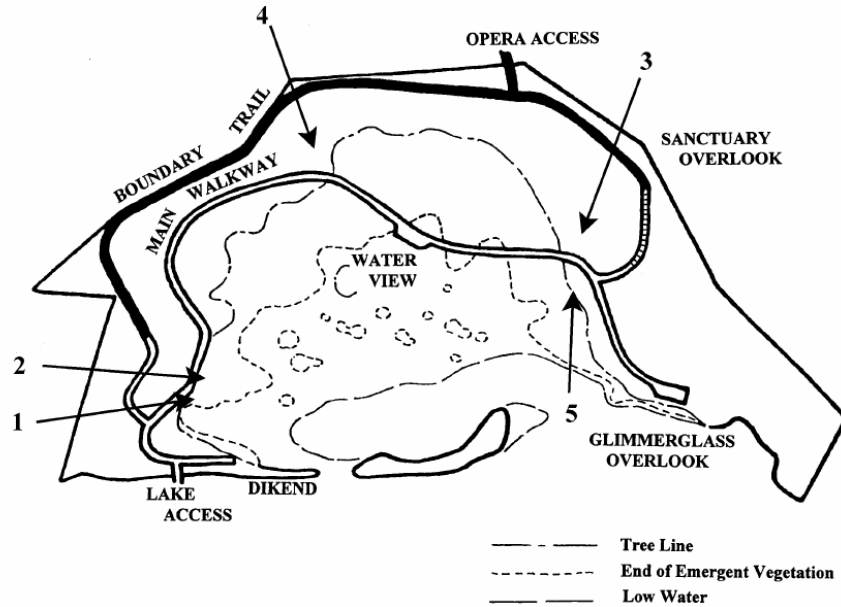 4
OPERA ACCESS
3
SANCTUARY
OVERLOOK
BOUNDARY TRAIL
MAIN WALKWAY
WATER
VIEW
2
1
5
GLIMMERGLASS
OVERLOOK
LAKE
ACCESS
DIKEND
Tree Line
End of Emergent Vegetation
Low Water